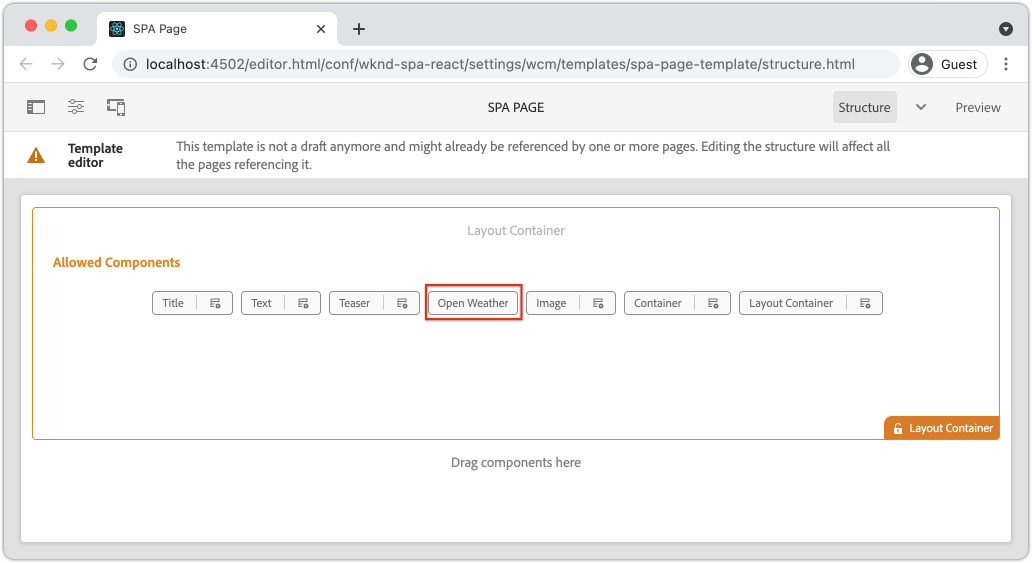 SPA Page
localhost:4502/editor.html/conf/wknd-spa-react/settings/wcm/templates/spa-page-template/structure.html
Guest
SPA PAGE
Structure
Preview
Template
editor
This template is not a draft anymore and might already be referenced by one or more pages. Editing the structure will affect all
the pages referencing it.
Layout Container
Allowed Components
Title
Text
Teaser
Open Weather
Image
Container
Layout Container
Layout Container
Drag components here